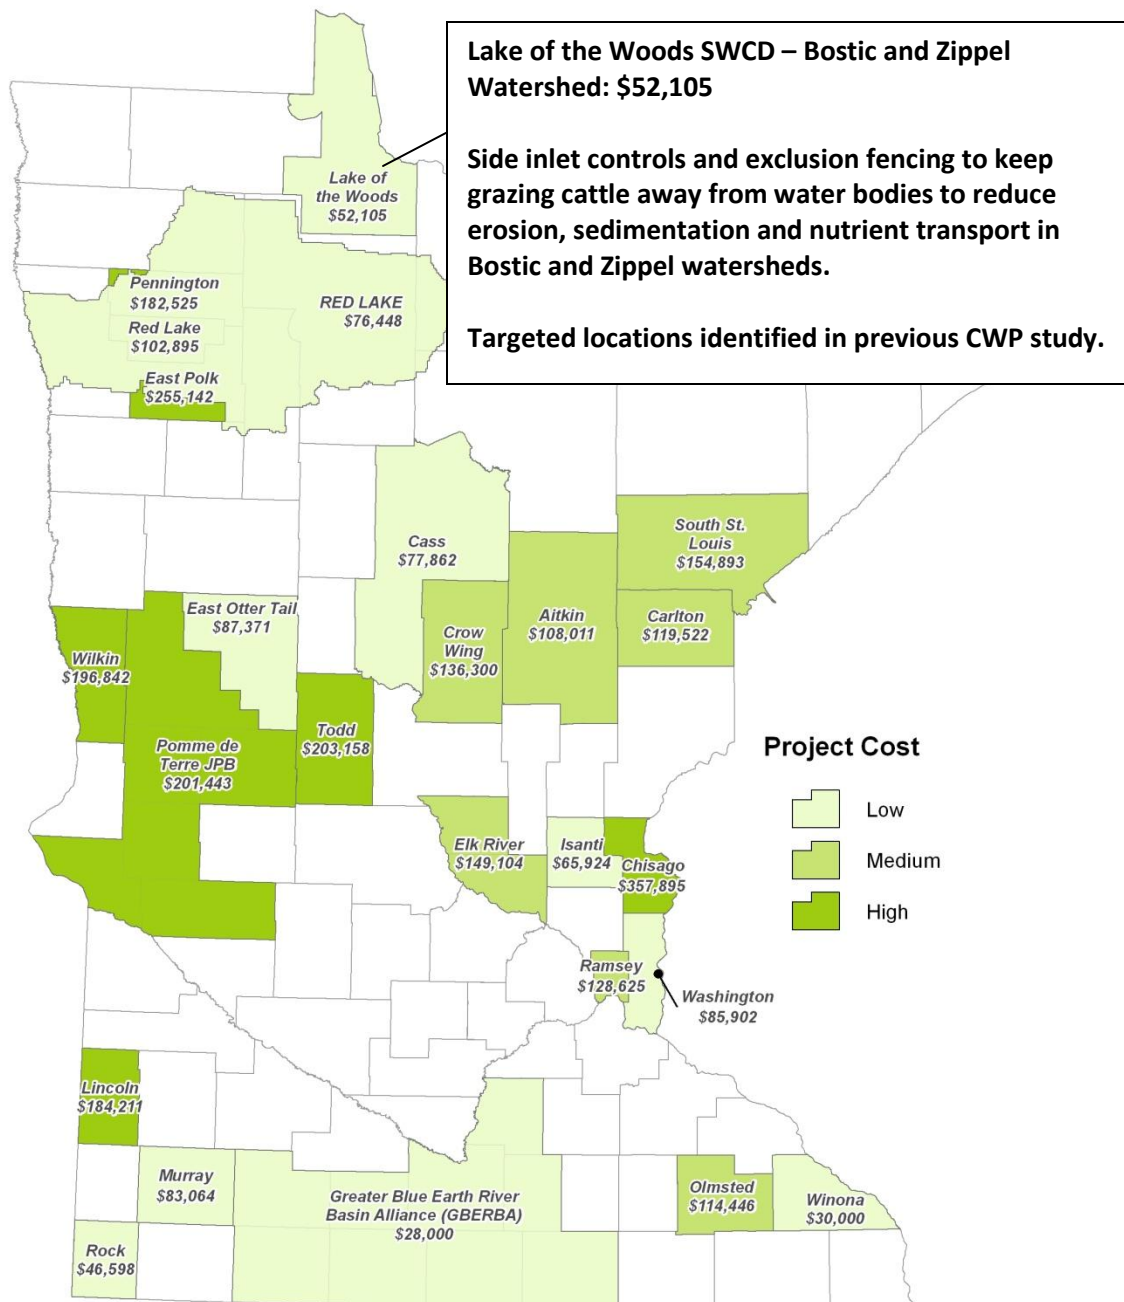 Lake of the Woods SWCD – Bostic and Zippel
Watershed: $52,105
Side inlet controls and exclusion fencing to keep
grazing cattle away from water bodies to reduce
erosion, sedimentation and nutrient transport in
Bostic and Zippel watersheds.
Targeted locations identified in previous CWP study.
Lake of
the Woods
$52,105
Pennington
$182,525
RED LAKE
$76,448
Red Lake
$102,895
East Polk
$255,142
South St.
Louis
$154,893
Cass
$77,862
East Otter Tail
$87,371
Aitkin
$108,011
Carlton
$119,522
Crow
Wing
$136,300
Wilkin
$196,842
Todd
$203,158
Pomme de
Terre JPB
$201,443
Project Cost
Low
Medium
High
Elk River
$149,104
Isanti
$65,924
Chisago
$357,895
Ramsey
$128,625
Washington
$85,902
Lincoln
$184,211
Murray
$83,064
Greater Blue Earth River
Basin Alliance (GBERBA)
$28,000
Olmsted
$114,446
Winona
$30,000
Rock
$46,598